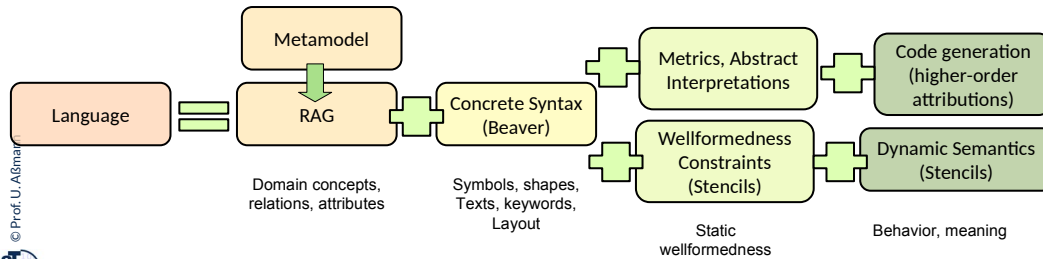 Metamodel
Language
RAG
Concrete Syntax
(Beaver)
Metrics, Abstract
Interpretations
Code generation
(higher-order
attributions)
Wellformedness
Constraints
(Stencils)
Dynamic Semantics
(Stencils)
Domain concepts,
relations, attributes
Symbols, shapes,
Texts, keywords,
Layout
Static
wellformedness
Behavior, meaning
© Prof. U. Aßmann